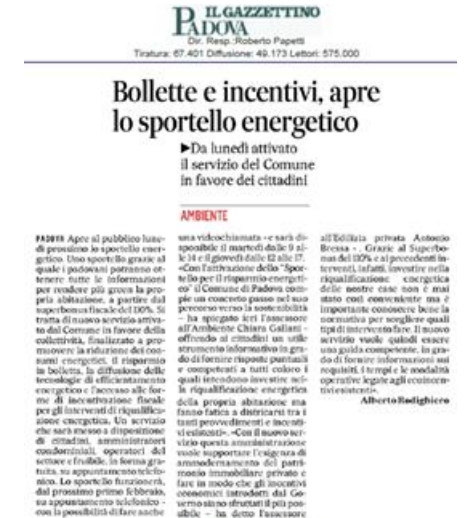 IL GAZZETTINO
PADOVA
Dir. Resp.:Roberto Papetti
Tiratura: 67.401 Diffusione: 49.173 Lettori: 575.000
Bollette e incentivi, apre
lo sportello energetico
►Da lunedì attivato
il servizio del Comune
in favore dei cittadini
AMBIENTE
PADOVA Apre al pubblico lune-
dì prossimo lo sportello ener-
getico. Uno sportello grazie al
quale i padovani potranno ot-
tenere tutte le informazioni
per rendere più green la pro-
pria abitazione, a partire dal
superbonus fiscale del 110%. Si
tratta di nuovo servizio attiva-
to dal Comune in favore della
collettività, finalizzato a pro-
muovere la riduzione dei con-
sumi energetici, il risparmio
in bolletta, la diffusione delle
tecnologie di efficientamento
energetico e l'accesso alle for-
me di incentivazione fiscale
per gli interventi di riqualifica-
zione energetica. Un servizio
che sarà messo a disposizione
di cittadini, amministratori
condominiali, operatori del
settore e fruibile, in forma gra-
tuita, su appuntamento telefo-
nico. Lo sportello funzionerà,
dal prossimo primo febbraio,
su appuntamento telefonico -
con la possibilità di fare anche
una videochiamata - e sarà di-
sponibile il martedì dalle 9 al-
le 14 e il giovedì dalle 12 alle 17.
«Con l'attivazione dello "Spor-
tello per il risparmio energeti-
co" il Comune di Padova com-
pie un concreto passo nel suo
percorso verso la sostenibilità
- ha spiegato ieri l'assessore
all'Ambiente Chiara Gallani -
offrendo ai cittadini un utile
strumento informativo in gra-
do di fornire risposte puntuali
e competenti a tutti coloro i
quali intendono investire nel-
la riqualificazione energetica
della propria abitazione ma
fanno fatica a districarsi tra i
tanti provvedimenti e incenti-
vi esistenti». «Con il nuovo ser-
vizio questa amministrazione
vuole supportare l'esigenza di
ammodernamento del patri-
monio immobiliare privato e
fare in modo che gli incentivi
economici introdotti dal Go-
verno siano sfruttati il più pos-
sibile - ha detto l'assessore
all'Edilizia privata Antonio
Bressa -. Grazie al Superbo-
nus del 110% e ai precedenti in-
terventi, infatti, investire nella
riqualificazione energetica
delle nostre case non è mai
stato così conveniente ma è
importante conoscere bene la
normativa per scegliere quali
tipi di intervento fare. Il nuovo
servizio vuole quindi essere
una guida competente, in gra-
do di fornire informazioni sui
requisiti, i tempi e le modalità
operative legate agli ecoincen-
tivi esistenti».
Alberto Rodighiero